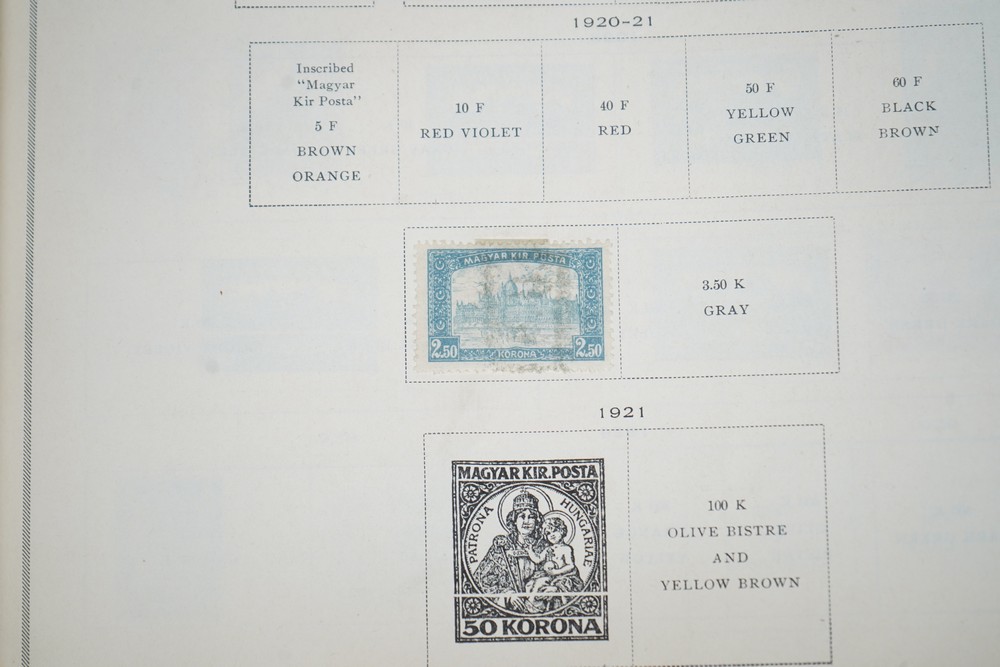 1920-21
Inscribed
"Magyar
Kir Posta"
5 F
BROWN
ORANGE
10 F
RED VIOLET
40 F
RED
50 F
YELLOW
GREEN
60 F
BLACK
BROWN
MAGYAR KIR POSTA
2.50 2.50
KORONA
3.50 K
GRAY
1921
MAGYAR KIR. POSTA
PATRONA HUNGARIAE
50 KORONA
100 K
OLIVE BISTRE
AND
YELLOW BROWN